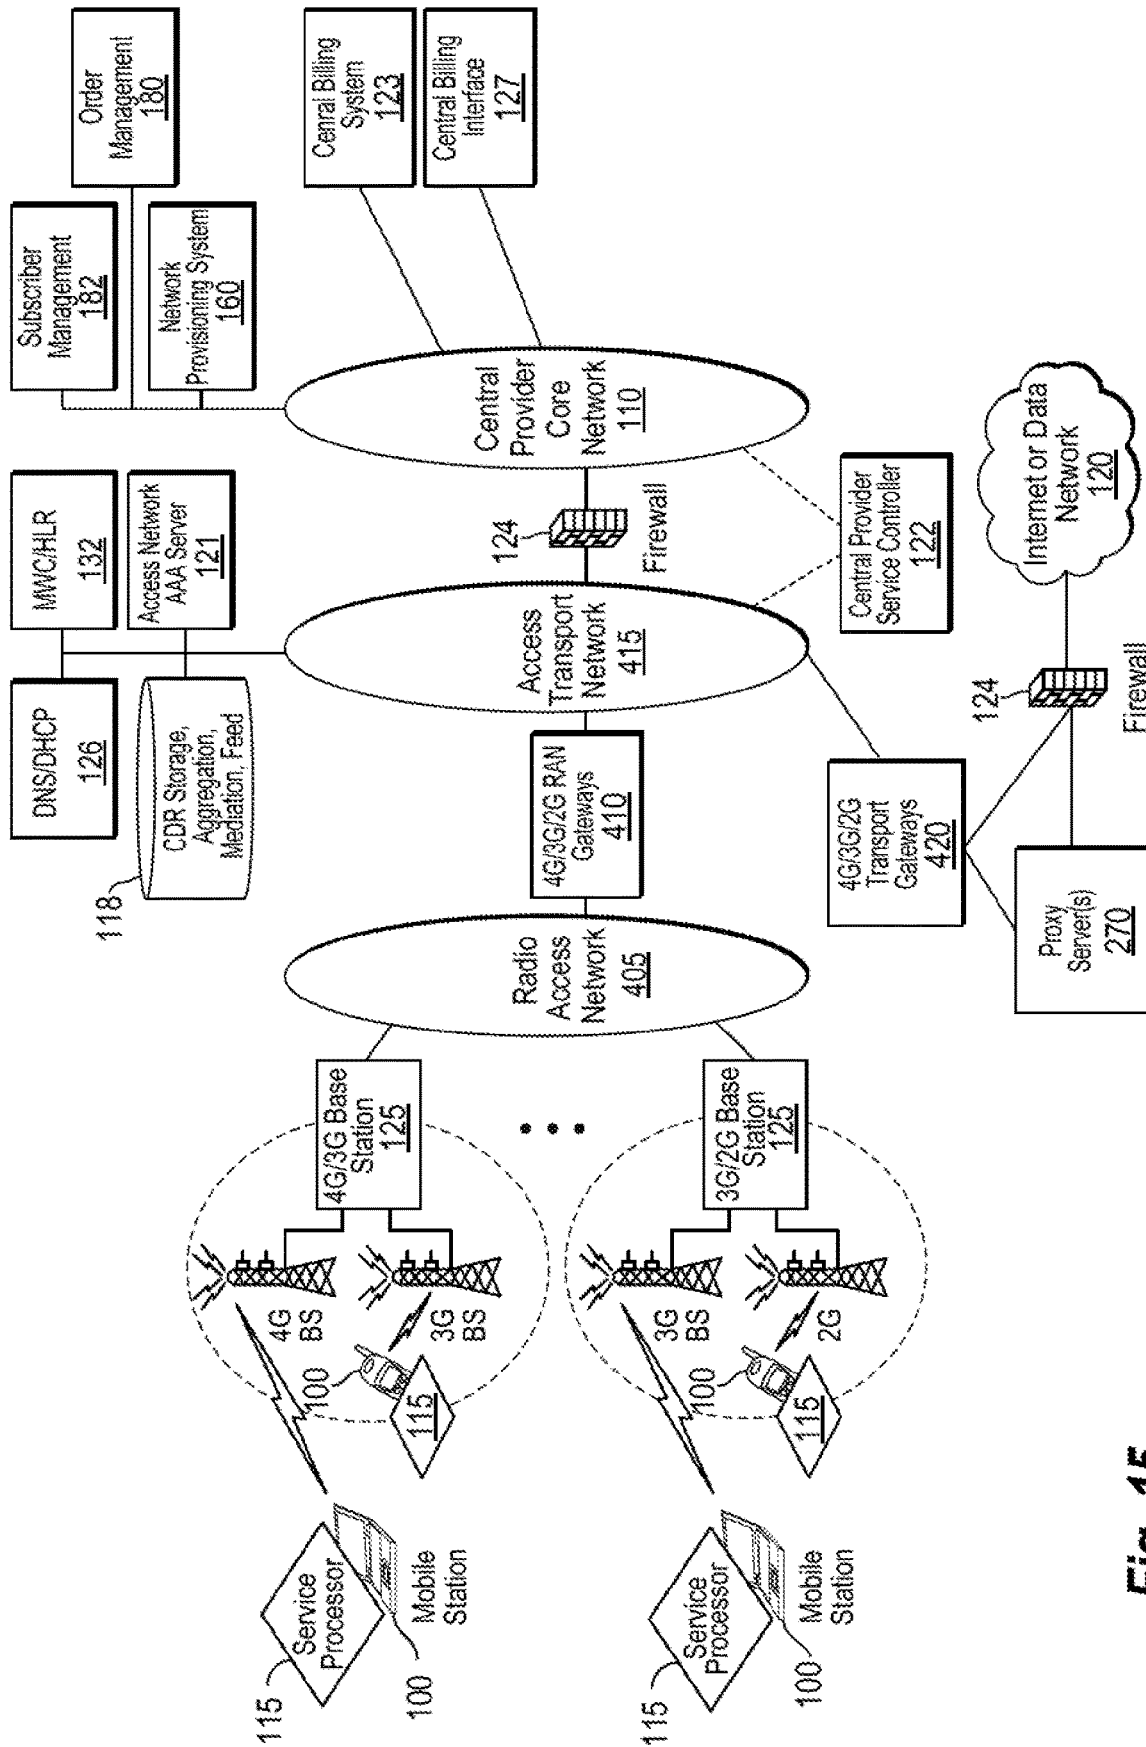 DNS/DHCP
126
MWC/HLR
132
Subscriber
Management
182
Order
Management
180
118
CDR Storage,
Aggregation,
Mediation, Feed
Access Network
AAA Server
121
Network
Provisioning System
160
115
Service
Processor
100
Mobile
Station
4G
BS
100
115
3G
BS
4G/3G Base
Station
125
Radio
Access
Network
405
4G/3G/2G RAN
Gateways
410
Access
Transport
Network
415
124
Firewall
Central
Provider
Core
Network
110
Cenral Billing
System
123
Central Billing
Interface
127
115
Service
Processor
100
Mobile
Station
3G
BS
100
115
2G
3G/2G Base
Station
125
4G/3G/2G
Transport
Gateways
420
Central Provider
Service Controller
122
Proxy
Server(s)
270
124
Firewall
Internet or Data
Network
120